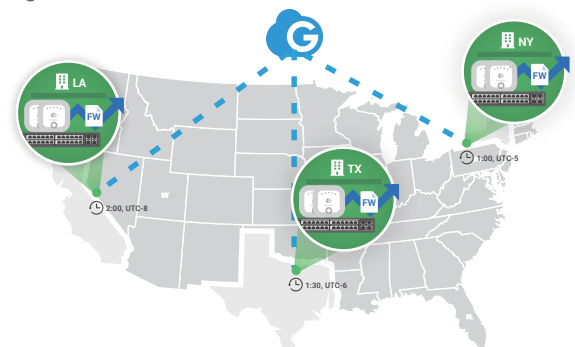 G
NY
FW
1:00, UTC-5
LA
FW
2:00, UTC-8
TX
FW
1:30, UTC-6